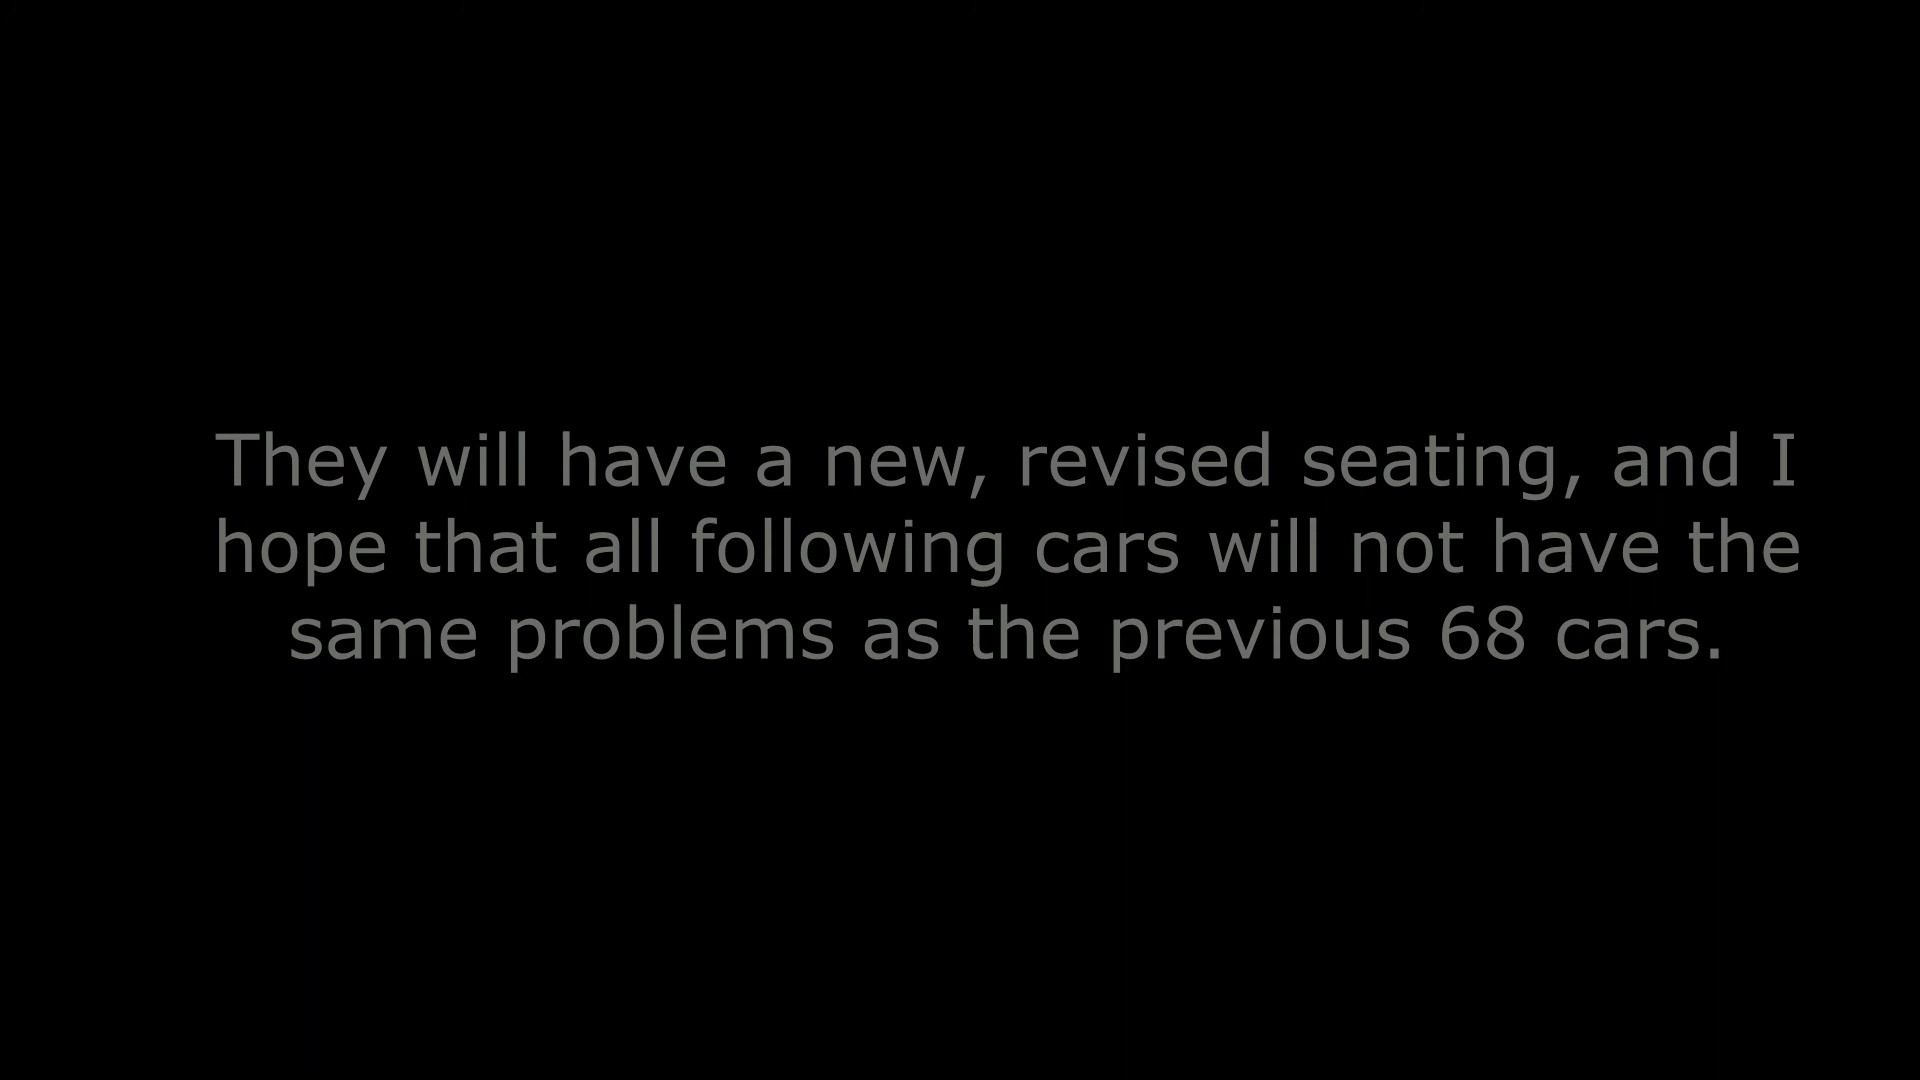 They will have a new, revised seating, and I
hope that all following cars will not have the
same problems as the previous 68 cars.